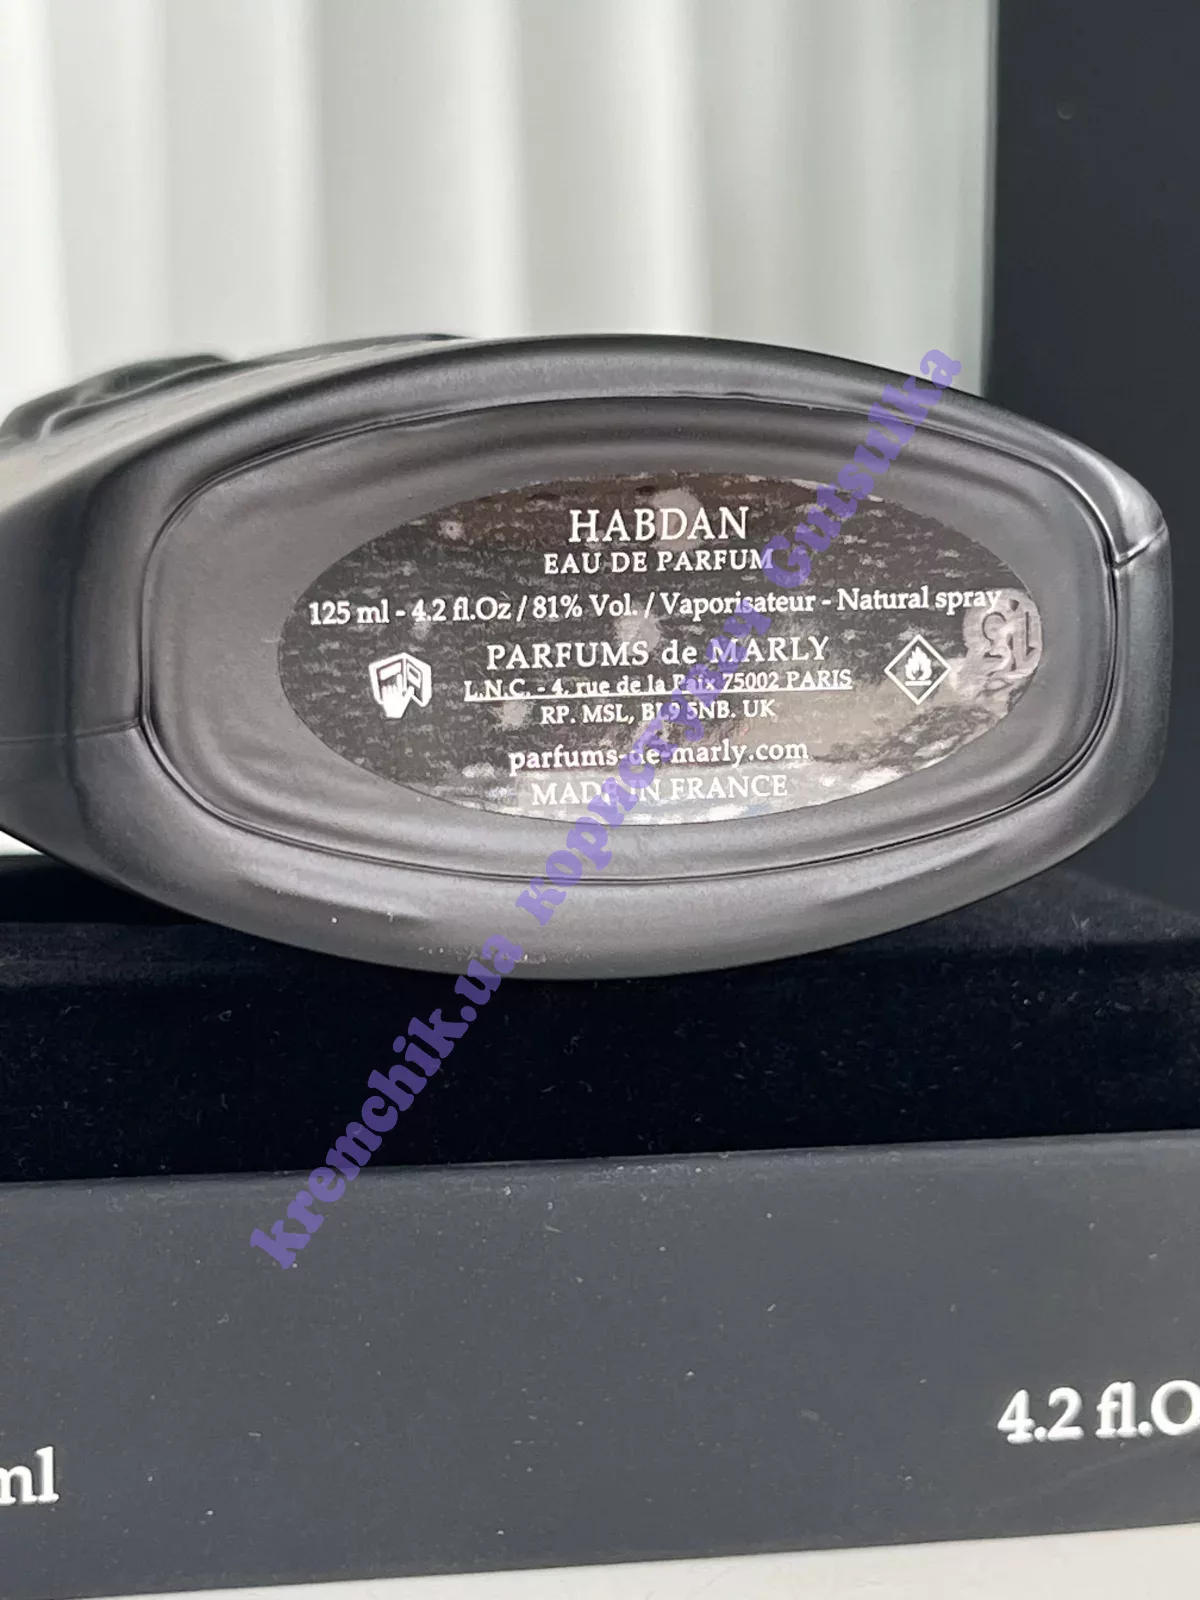 HABDAN
EAU DE PARFUM
125 ml - 4.2 fl.Oz / 81% Vol. / Vaporisateur - Natural spray
PARFUMS de MARLY
L.N.C. - 4, rue de la Paix 75002 PARIS
RP. MSL, BL9 5NB. UK
parfums-de-marly.com
MADE IN FRANCE
kremchik.ua користувач Gutsulka
4.2 fl.O
ml